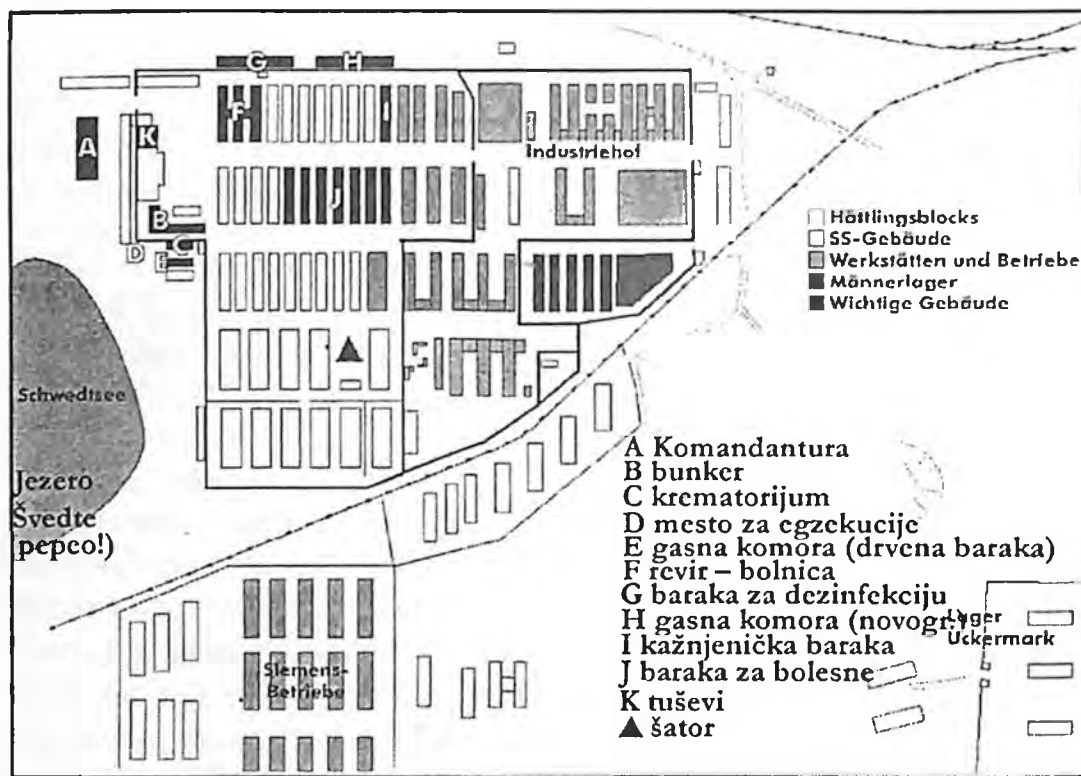 G H
F I
A K
Industriehof
J
B
C
D
E
Häftlingsblocks
SS-Gebäude
Werkstätten und Betriebe
Männerlager
Wichtige Gebäude
Schwedtsee
Jezero
Švedte
(pepeo!)
A Komandantura
B bunker
C krematorijum
D mesto za egzekucije
E gasna komora (drvena baraka)
F revir – bolnica
G baraka za dezinfekciju
H gasna komora (novogr.)
Lager
Uckermark
I kažnjenička baraka
J baraka za bolesne
K tuševi
▲ šator
Siemens-
Betriebe